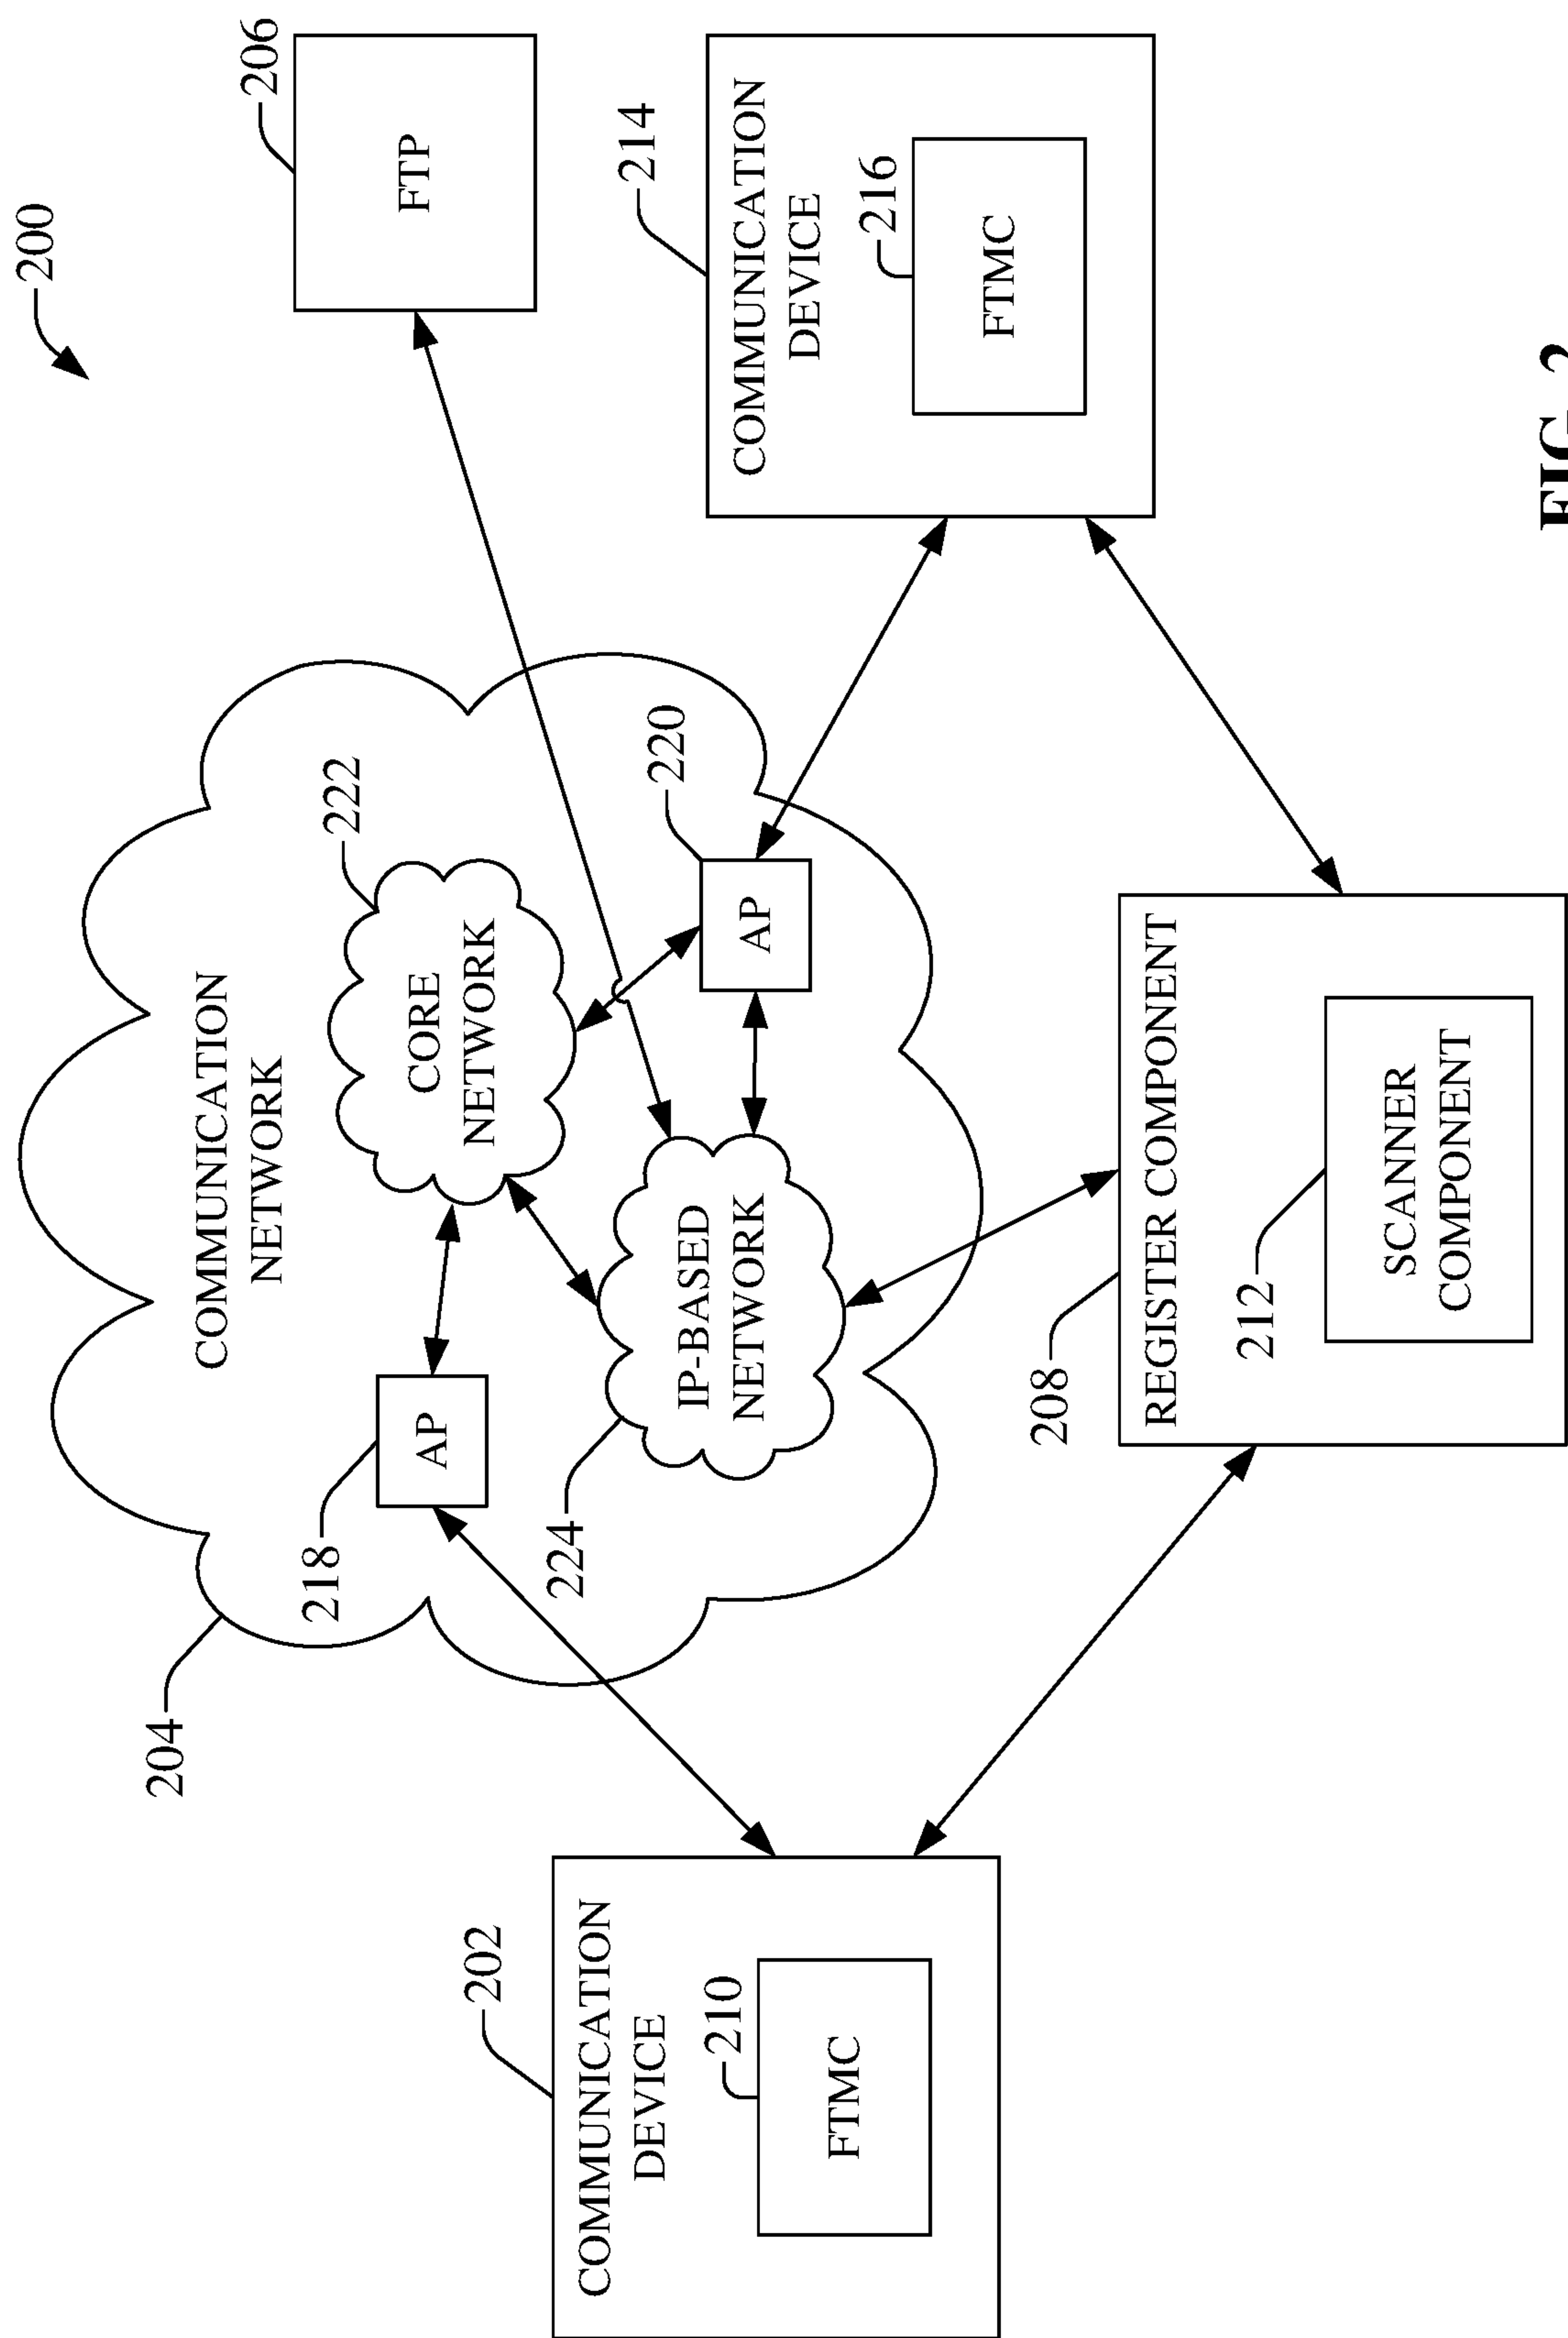 200
204
COMMUNICATION
NETWORK
206
FTP
222
CORE
NETWORK
218
AP
220
AP
224
IP-BASED
NETWORK
202
COMMUNICATION
DEVICE
210
FTMC
214
COMMUNICATION
DEVICE
216
FTMC
208
REGISTER COMPONENT
212
SCANNER
COMPONENT
FIG. 2